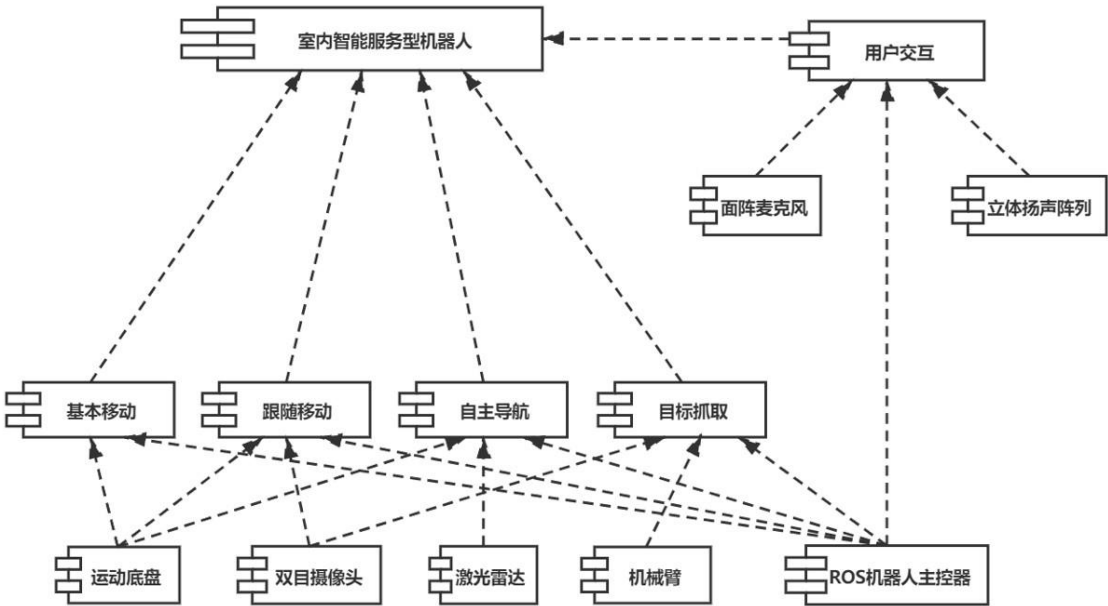 室内智能服务型机器人
用户交互
面阵麦克风
立体扬声阵列
基本移动
跟随移动
自主导航
目标抓取
运动底盘
双目摄像头
激光雷达
机械臂
ROS机器人主控器